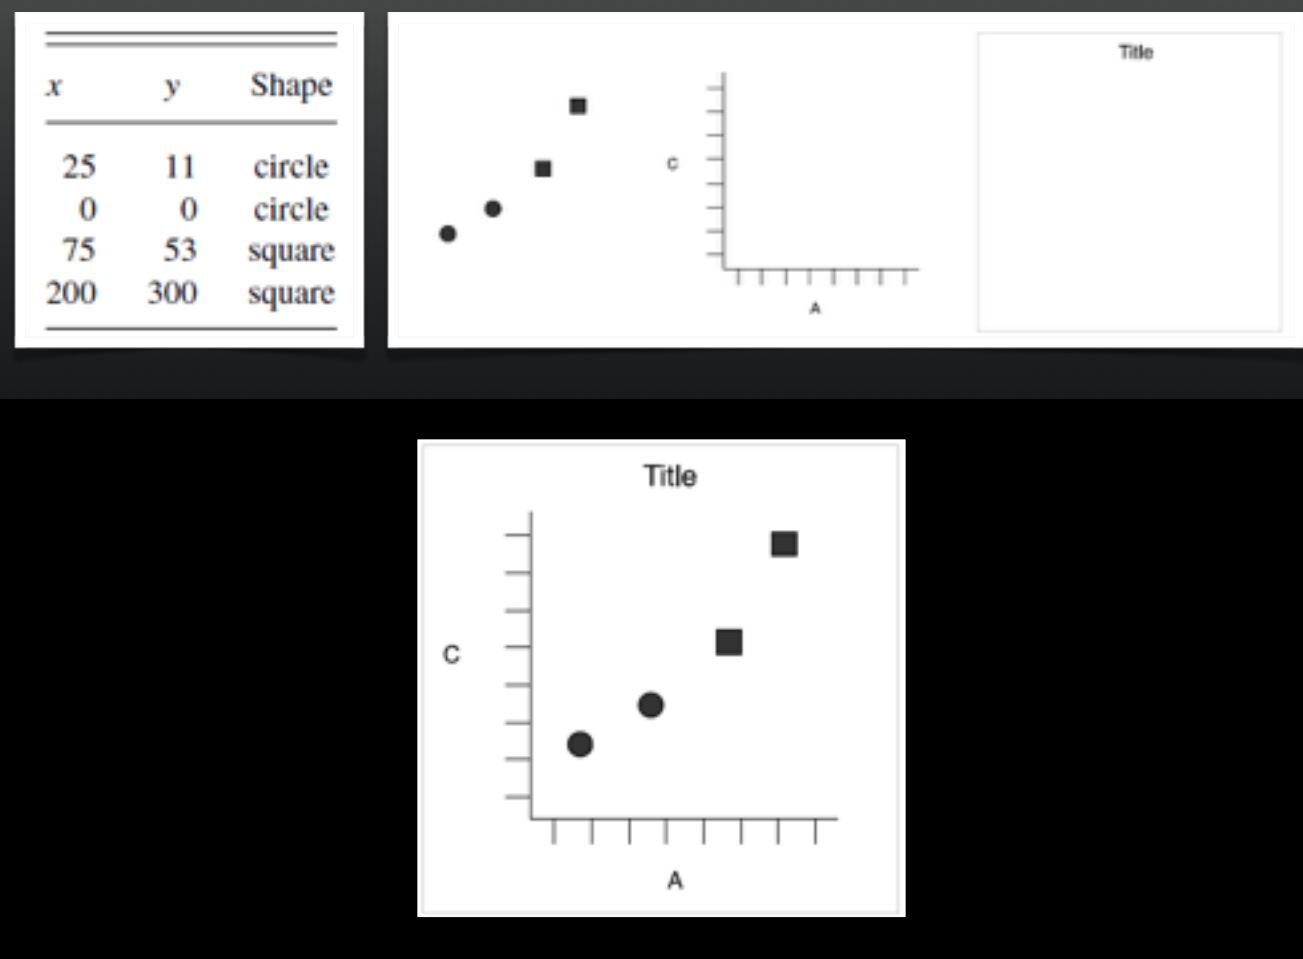 x y Shape
25 11 circle
0 0 circle
75 53 square
200 300 square
C
A
Title
Title
C
A